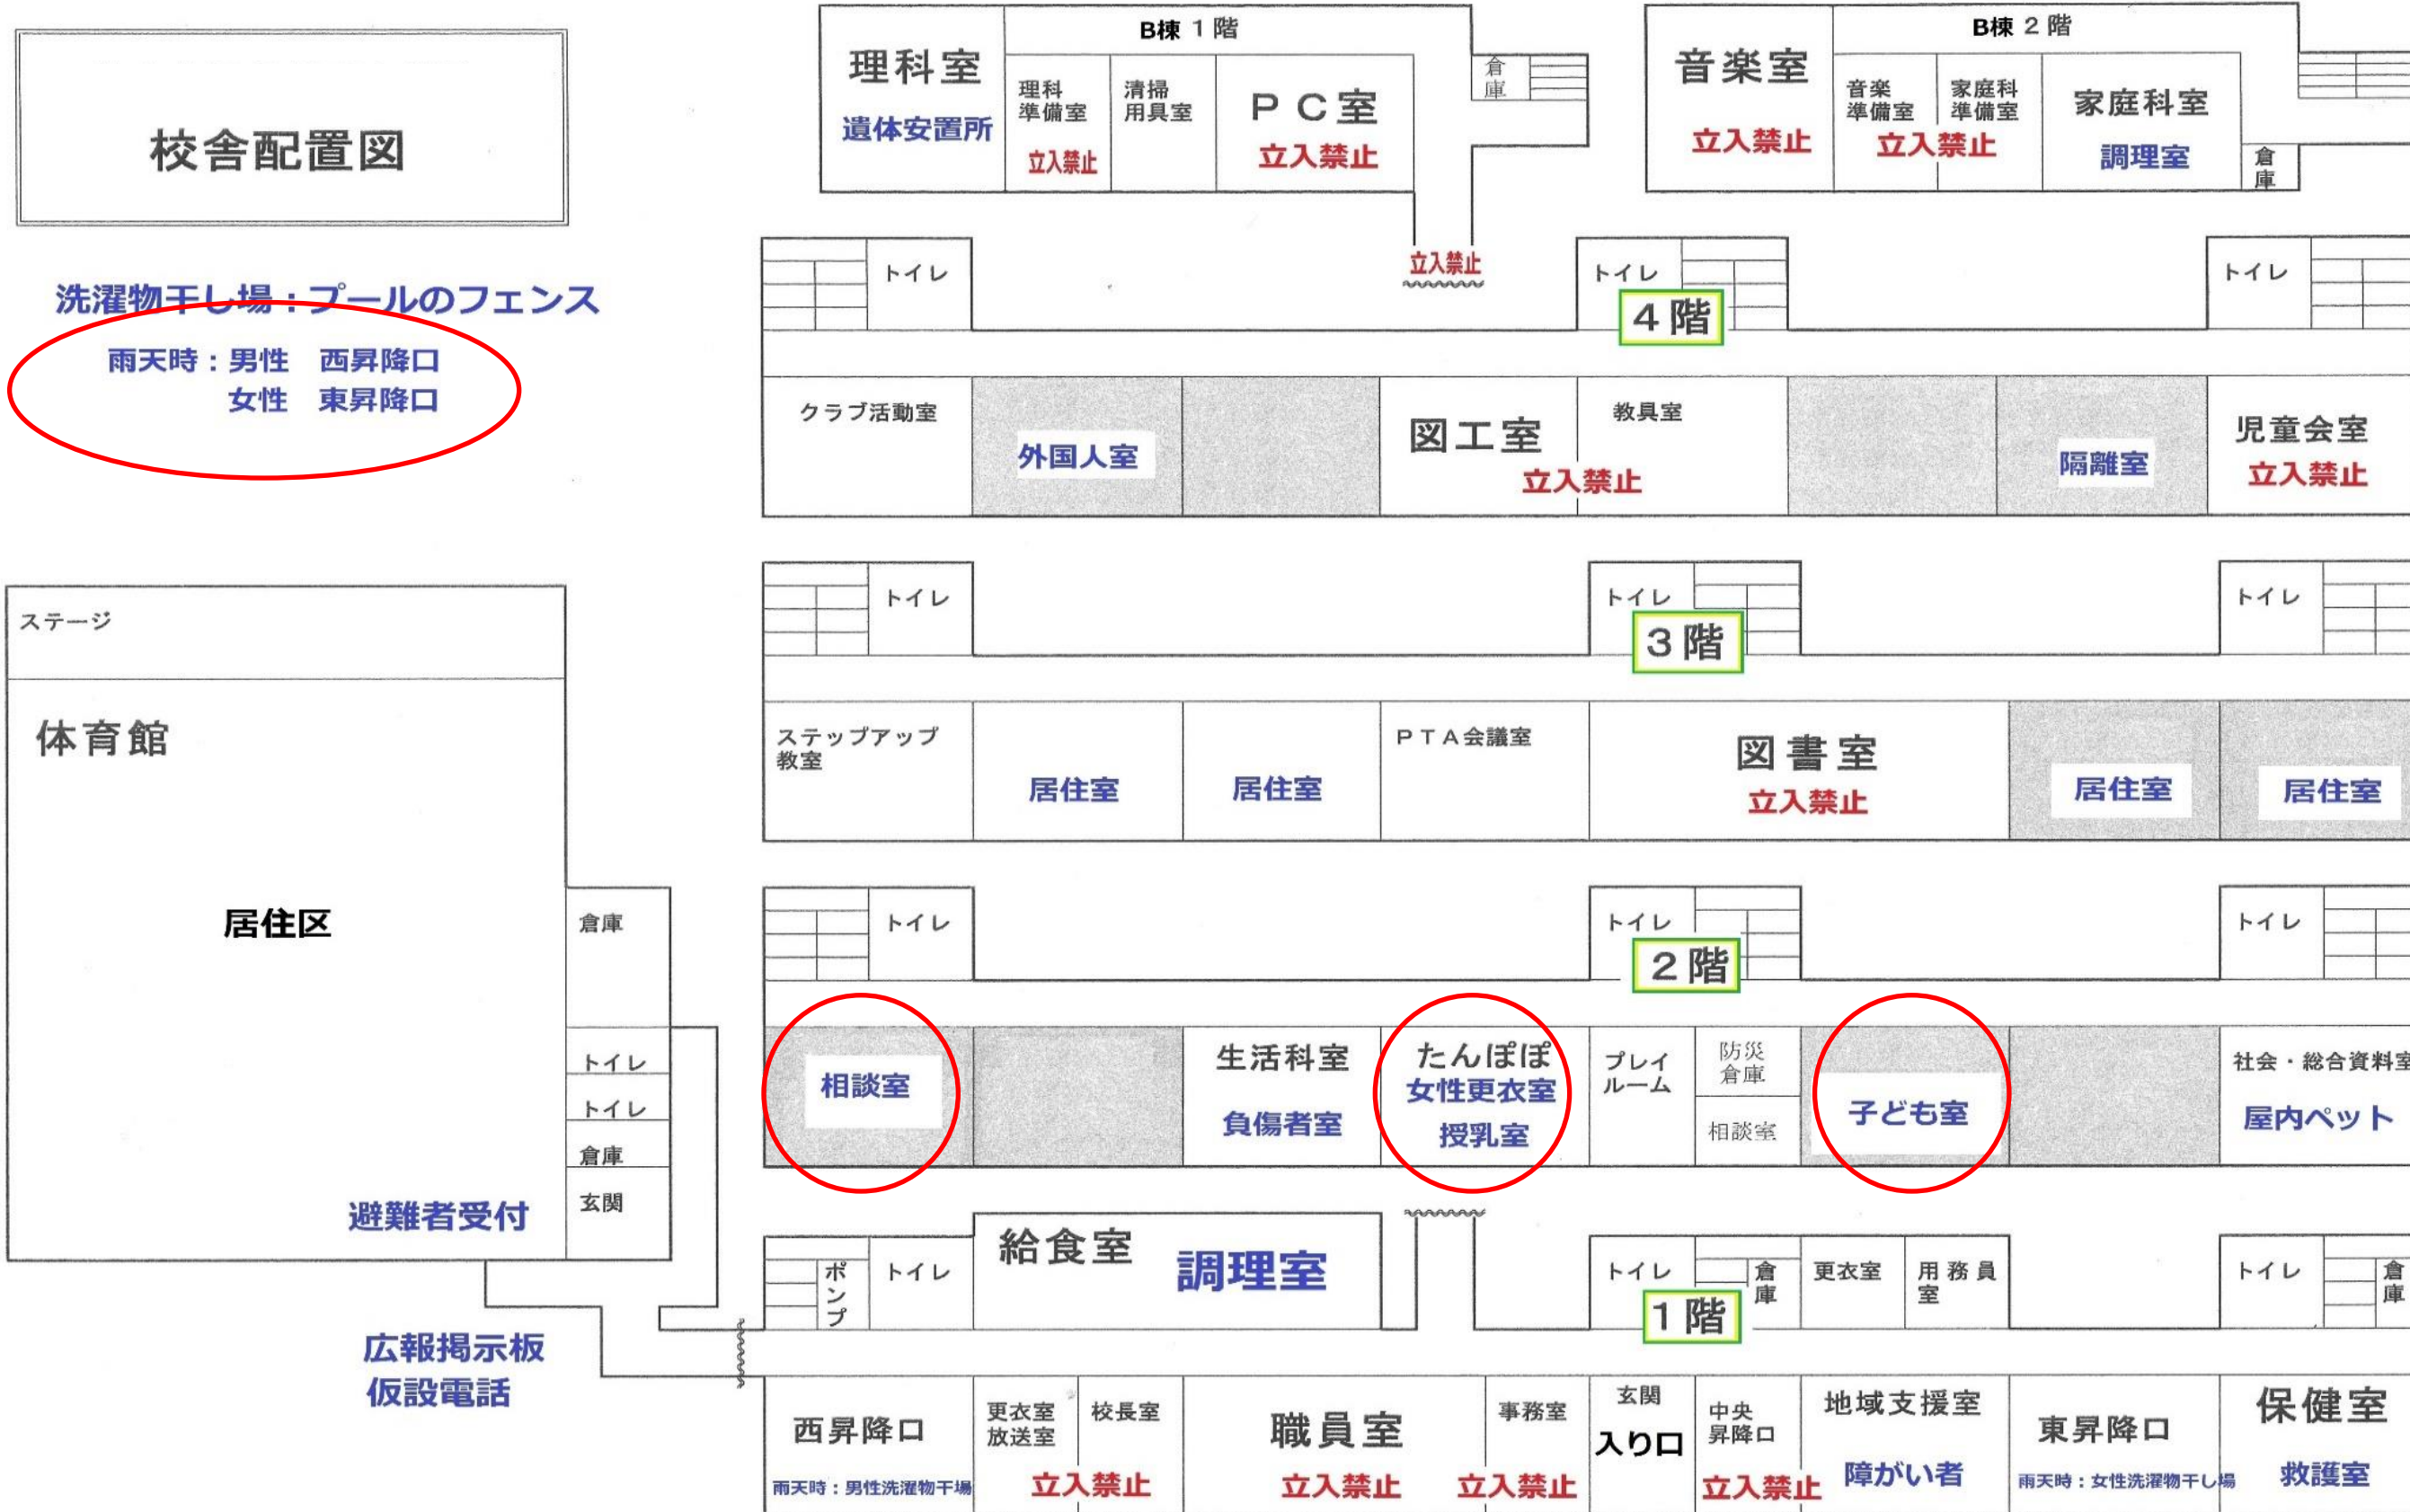 校舎配置図
洗濯物干し場：プールのフェンス
雨天時：男性　西昇降口
女性　東昇降口
B棟 1 階
理科室
遺体安置所
理科
準備室
立入禁止
清掃
用具室
ＰＣ室
立入禁止
倉庫
立入禁止
B棟 2 階
音楽室
立入禁止
音楽
準備室
家庭科
準備室
立入禁止
家庭科室
調理室
倉庫
トイレ
トイレ
トイレ
4 階
クラブ活動室
外国人室
図工室
教具室
立入禁止
隔離室
児童会室
立入禁止
トイレ
トイレ
トイレ
3 階
ステップアップ
教室
居住室
居住室
ＰＴＡ会議室
図書室
立入禁止
居住室
居住室
トイレ
トイレ
トイレ
2 階
相談室
生活科室
負傷者室
たんぽぽ
女性更衣室
授乳室
プレイ
ルーム
防災
倉庫
相談室
子ども室
社会・総合資料室
屋内ペット
ステージ
体育館
居住区
倉庫
トイレ
トイレ
倉庫
玄関
避難者受付
広報掲示板
仮設電話
ポンプ
トイレ
給食室
調理室
トイレ
倉庫
更衣室
用務員
室
トイレ
倉庫
1 階
西昇降口
雨天時：男性洗濯物干場
更衣室
放送室
校長室
立入禁止
職員室
立入禁止
事務室
立入禁止
玄関
入り口
中央
昇降口
立入禁止
地域支援室
障がい者
東昇降口
雨天時：女性洗濯物干し場
保健室
救護室